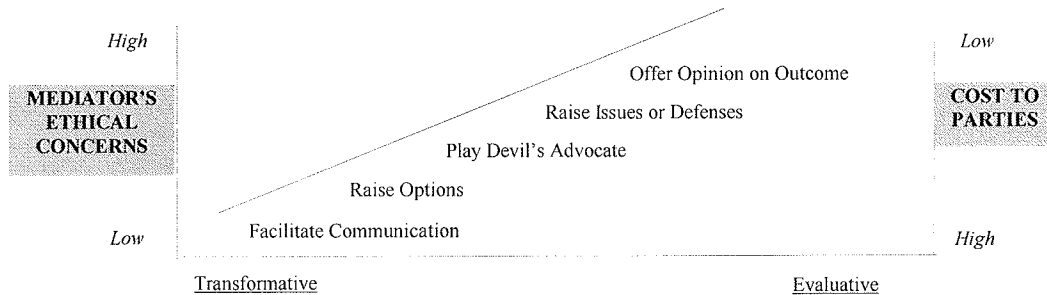 High
Low
Offer Opinion on Outcome
MEDIATOR'S
ETHICAL
CONCERNS
COST TO
PARTIES
Raise Issues or Defenses
Play Devil's Advocate
Raise Options
Facilitate Communication
Low
High
Transformative
Evaluative